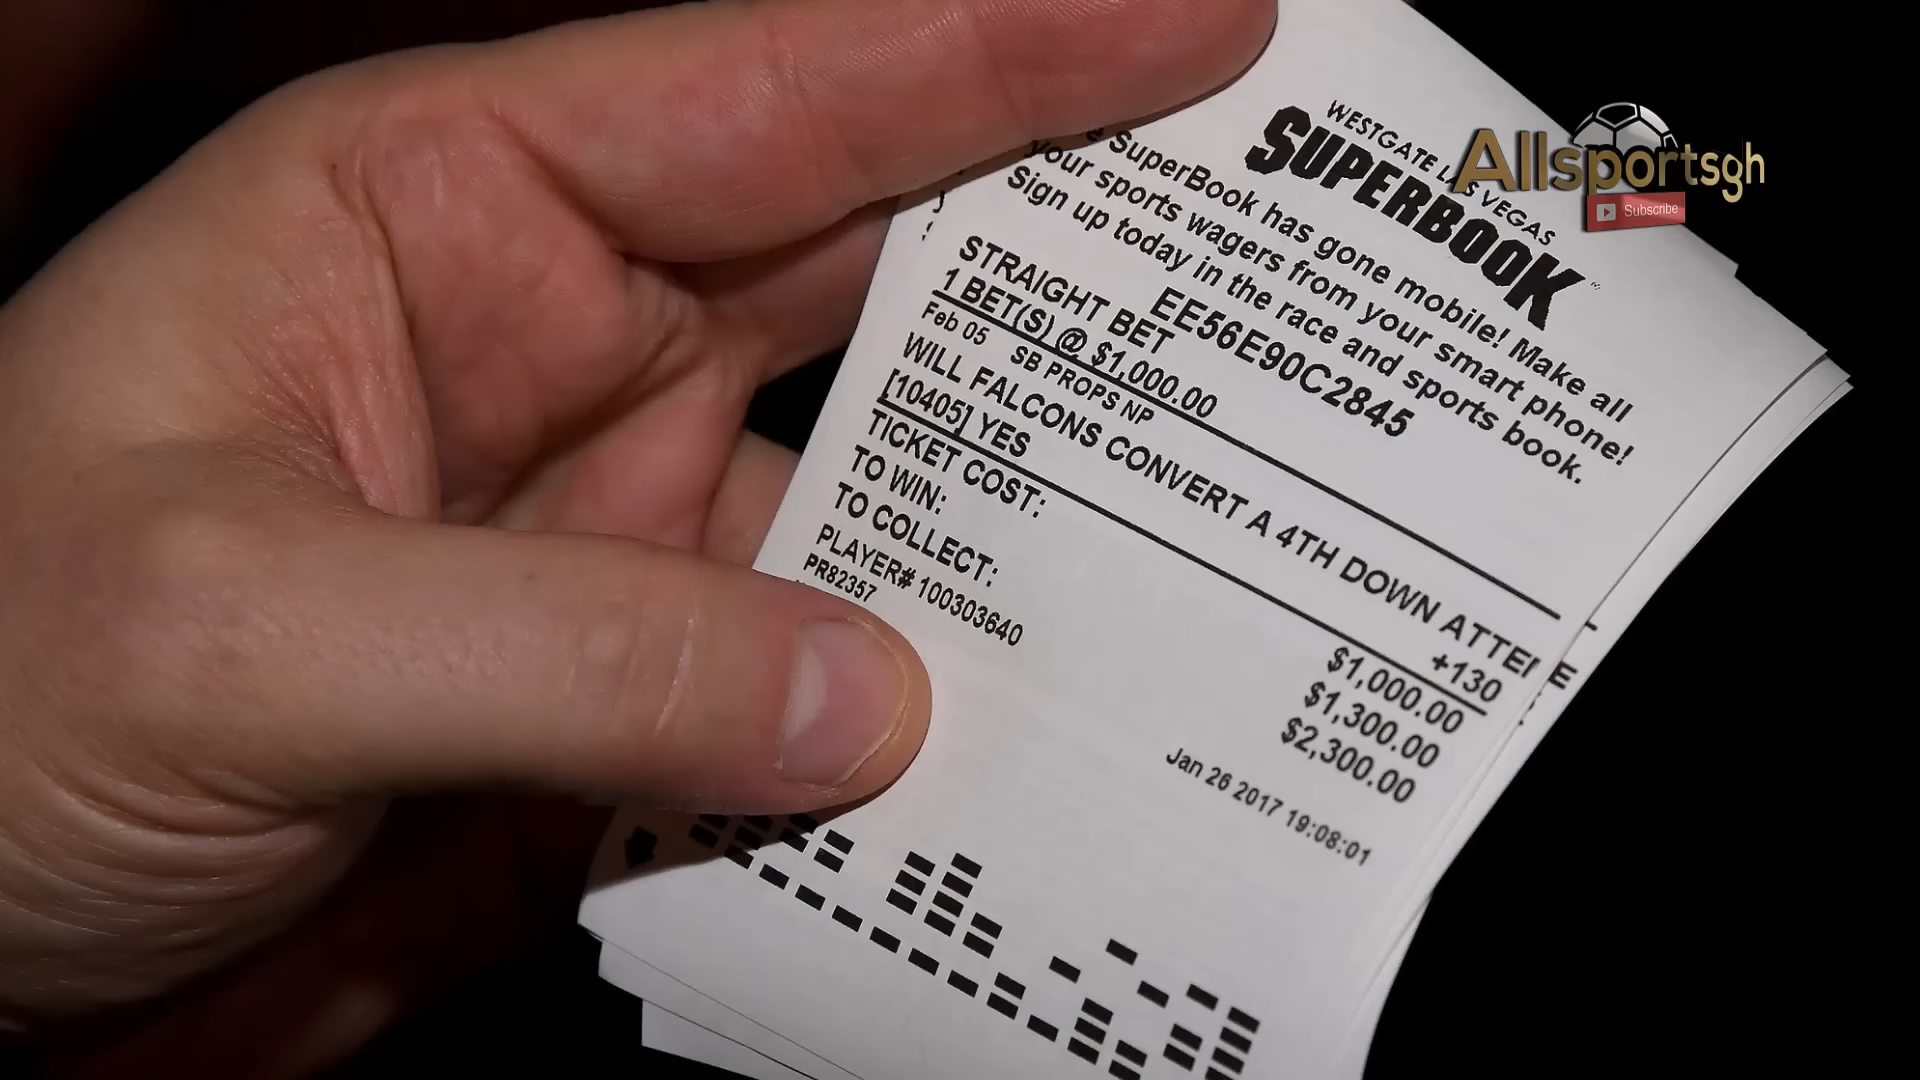 WESTGATE LAS VEGAS
SUPERBOOK
Allsportsgh
Subscribe
SuperBook has gone mobile! Make all
your sports wagers from your smart phone!
Sign up today in the race and sports book.
EE56E90C2845
STRAIGHT BET
1 BET(S) @ $1,000.00
Feb 05 SB PROPS NP
WILL FALCONS CONVERT A 4TH DOWN ATTEM
[10405] YES +130
TICKET COST: $1,000.00
TO WIN: $1,300.00
TO COLLECT: $2,300.00
PLAYER# 100303640
PR82357
Jan 26 2017 19:08:01